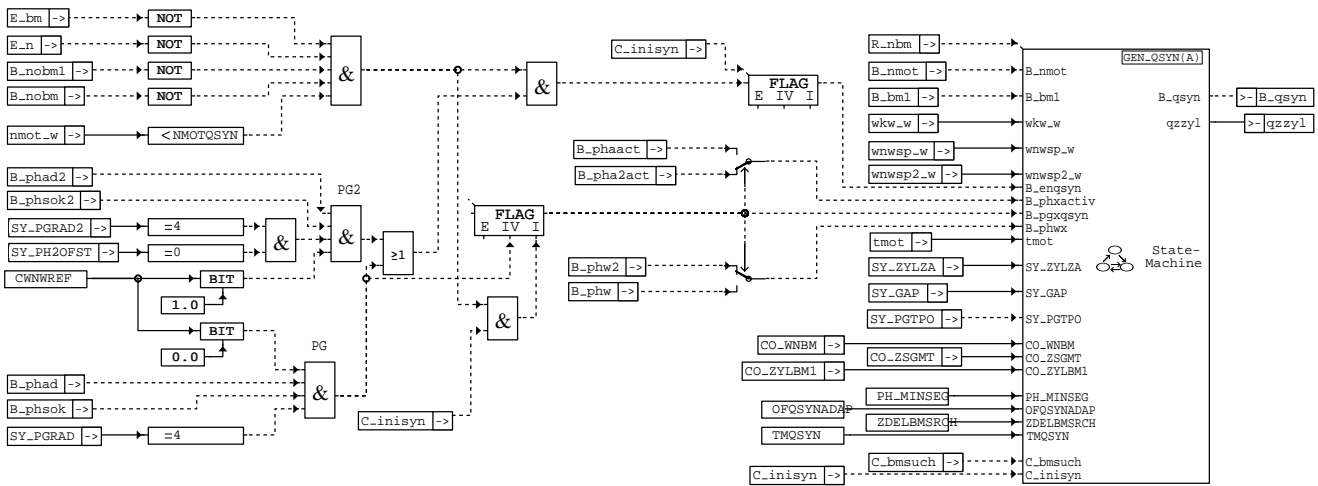 E_bm ->
NOT
E_n ->
NOT
B_nobm1 ->
NOT
B_nobm ->
NOT
nmot_w ->
<NMOTQSYN
&
&
C_inisyn ->
FLAG
E IV I
B_phad2 ->
B_phsok2 ->
SY_PGRAD2 ->
=4
SY_PH2OFST ->
=0
&
CWNWREF
BIT
1.0
BIT
0.0
PG2
&
≥1
PG
&
B_phad ->
B_phsok ->
SY_PGRAD ->
=4
FLAG
E IV I
&
C_inisyn ->
B_phaact ->
B_pha2act ->
B_phw2 ->
B_phw ->
R_nbm ->
B_nmot ->
B_bm1 ->
wkw_w ->
wnwsp_w ->
wnwsp2_w ->
tmot ->
SY_ZYLZA ->
SY_GAP ->
SY_PGTPO ->
CO_WNBM ->
CO_ZSGMT ->
CO_ZYLBM1 ->
PH_MINSEG
OFQSYNADAP
ZDELBMSRCH
TMQSYN
C_bmsuch ->
C_inisyn ->
GEN_QSYN(A)
B_nmot
B_bm1
wkw_w
wnwsp_w
wnwsp2_w
B_enqsyn
B_phxactiv
B_pgxqsyn
B_phwx
tmot
SY_ZYLZA
SY_GAP
SY_PGTPO
CO_WNBM
CO_ZSGMT
CO_ZYLBM1
PH_MINSEG
OFQSYNADAP
ZDELBMSRCH
TMQSYN
C_bmsuch
C_inisyn
State-
Machine
B_qsyn
>- B_qsyn
qzzyl
>- qzzyl